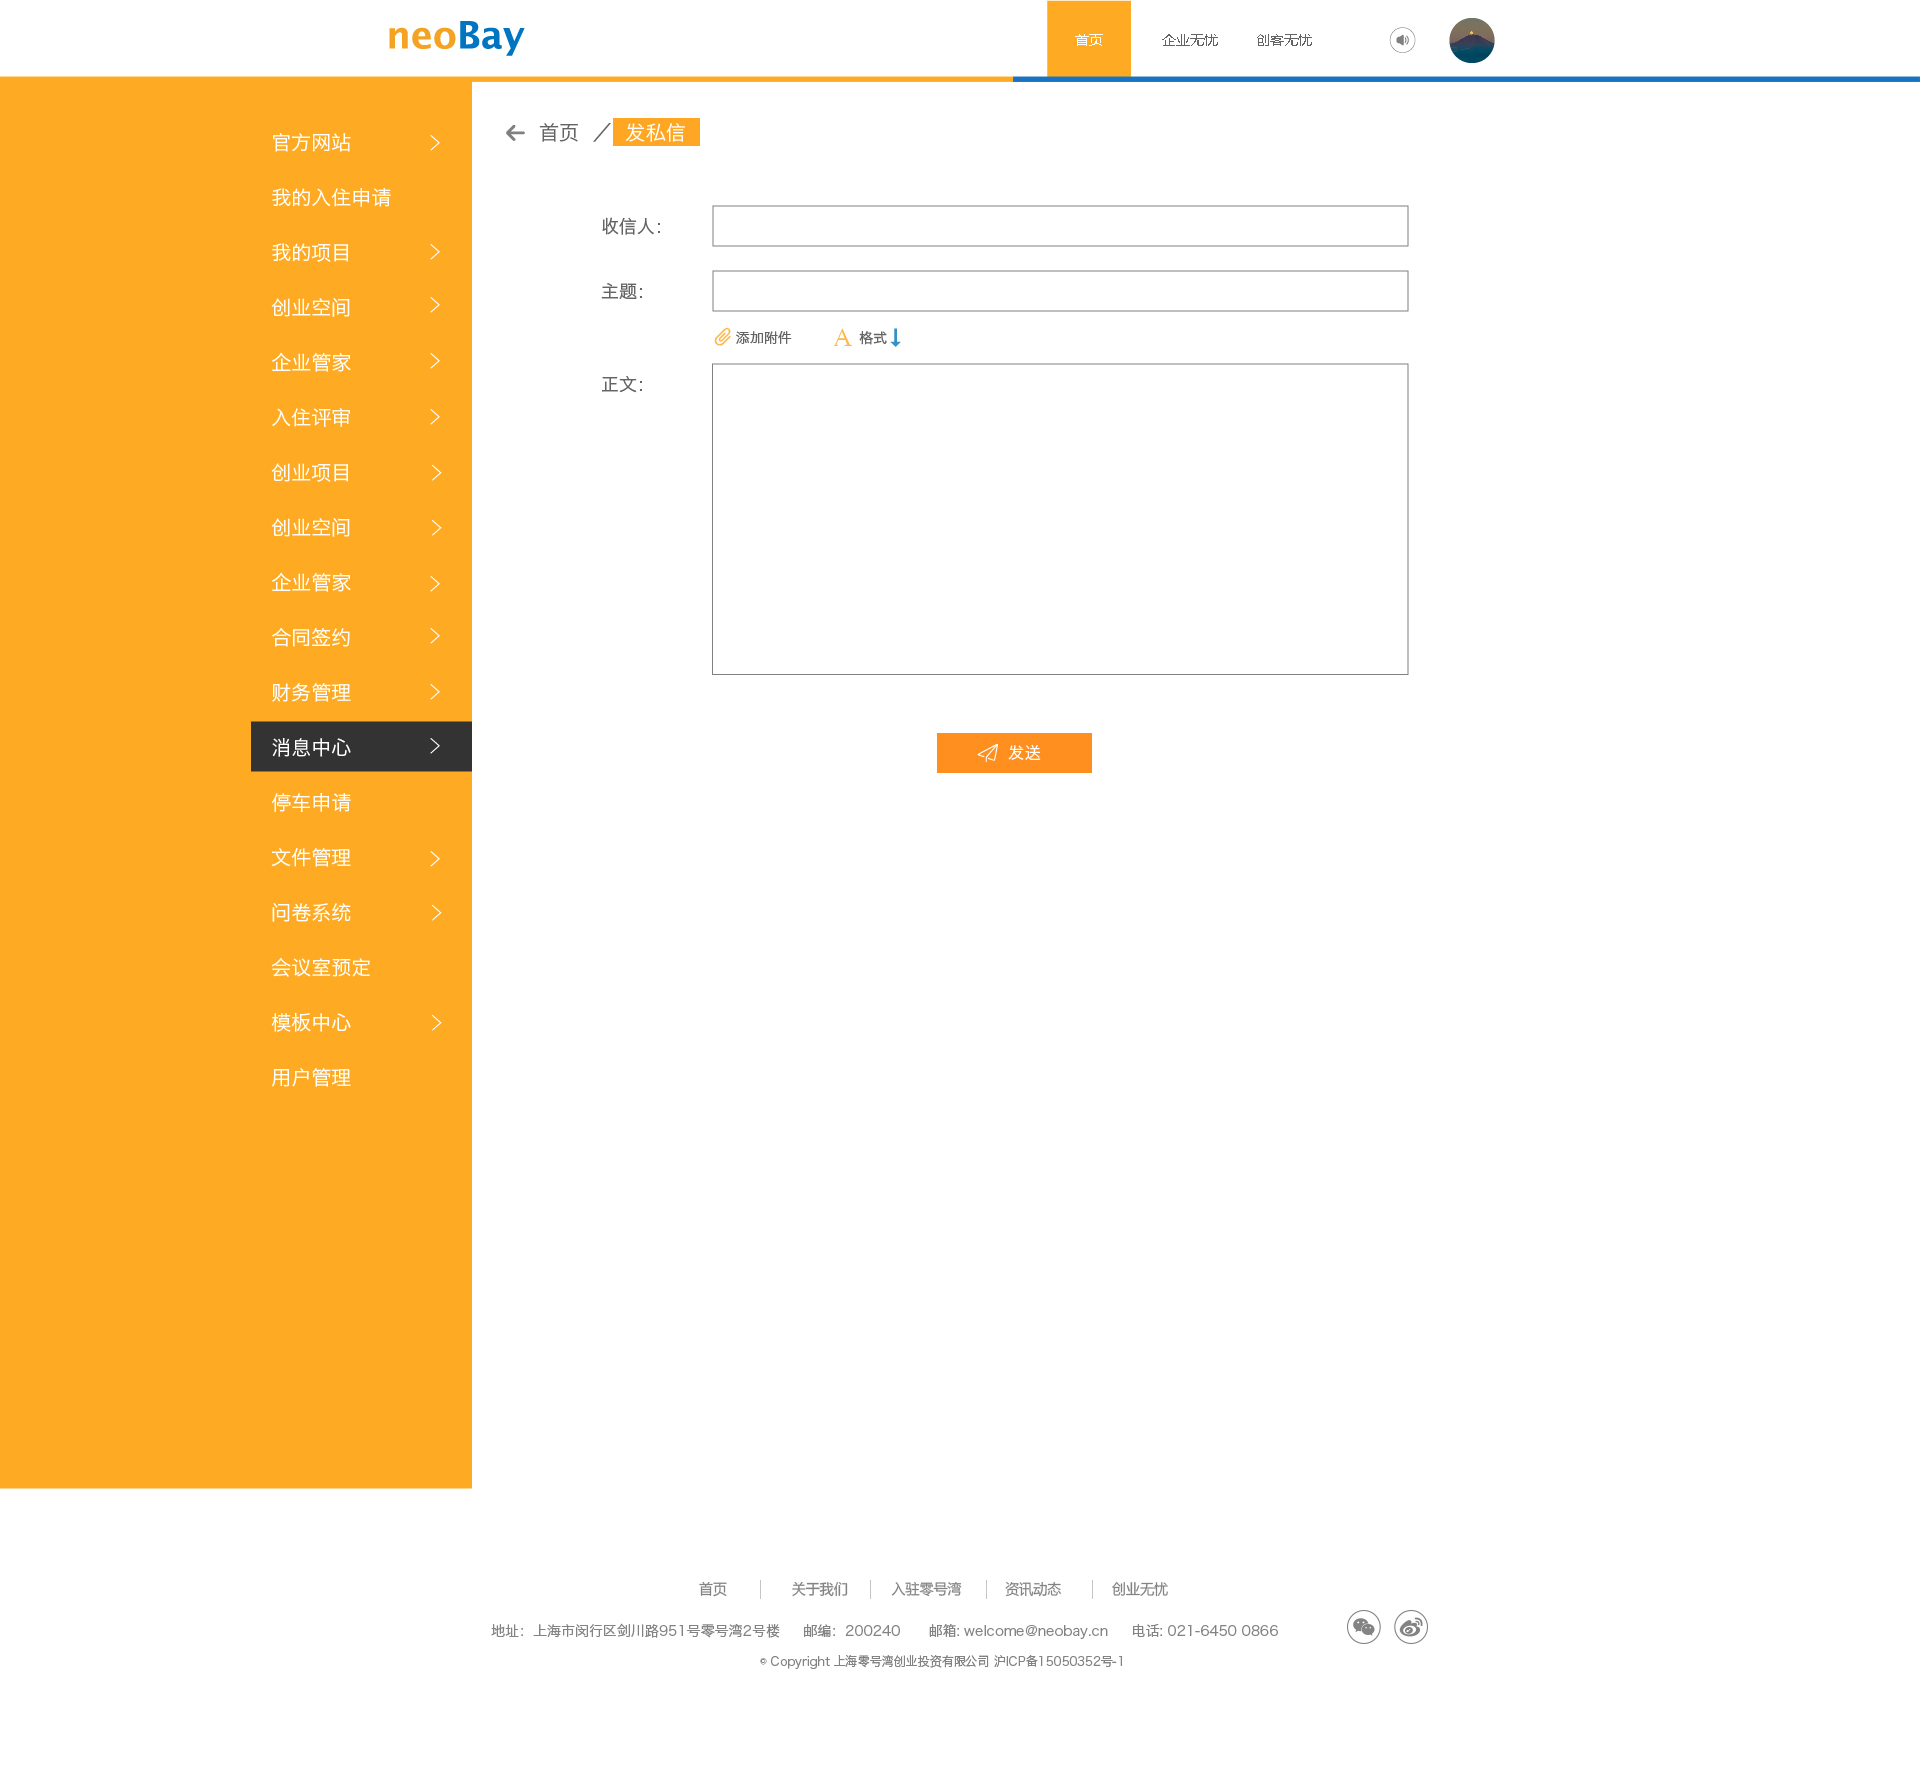 neoBay
首页
企业无忧
创客无忧
官方网站
我的入住申请
我的项目
创业空间
企业管家
入住评审
创业项目
创业空间
企业管家
合同签约
财务管理
消息中心
停车申请
文件管理
问卷系统
会议室预定
模板中心
用户管理
首页 ／ 发私信
收信人：
主题：
添加附件
A 格式
正文：
发送
首页 | 关于我们 | 入驻零号湾 | 资讯动态 | 创业无忧
地址：上海市闵行区剑川路951号零号湾2号楼 邮编：200240 邮箱: welcome@neobay.cn 电话: 021-6450 0866
© Copyright 上海零号湾创业投资有限公司 沪ICP备15050352号-1